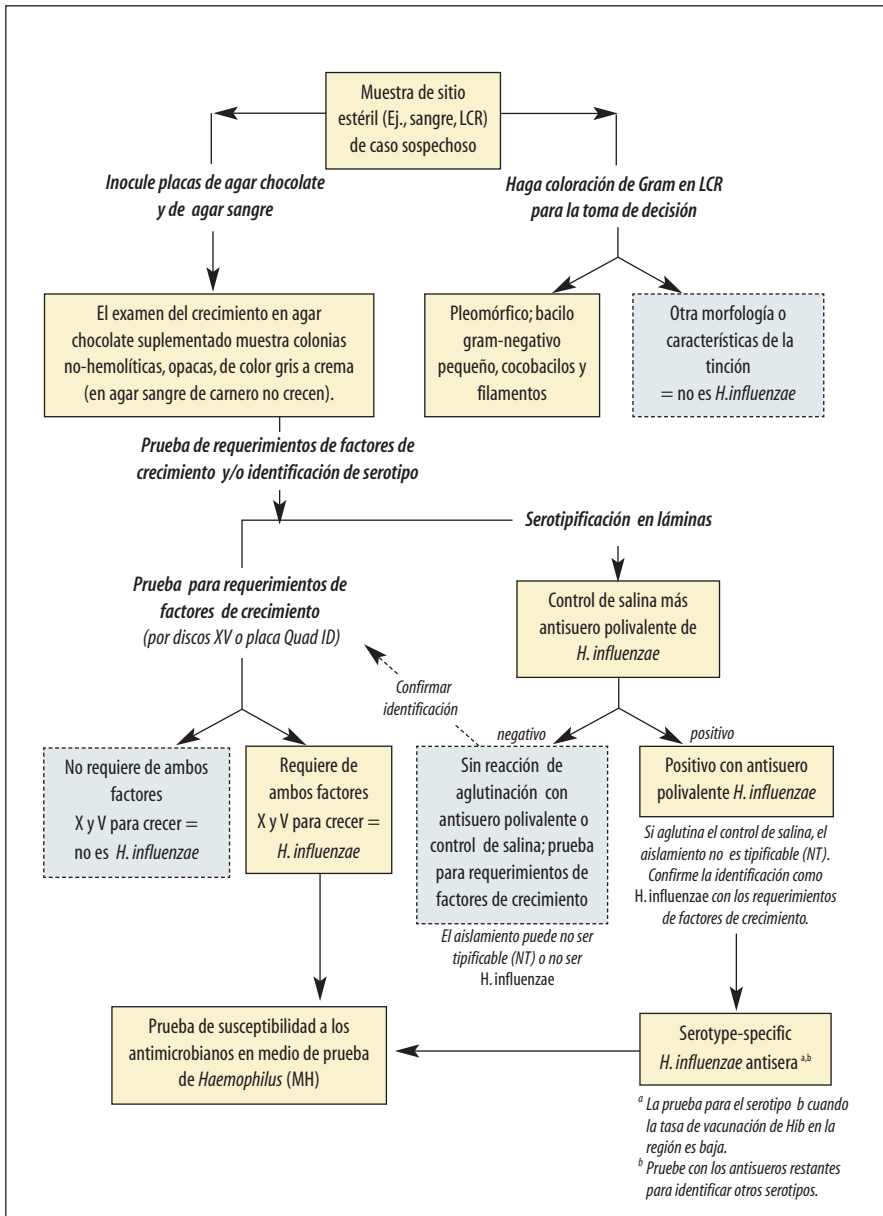 Muestra de sitio
estéril (Ej., sangre, LCR)
de caso sospechoso
Inocule placas de agar chocolate
y de agar sangre
Haga coloración de Gram en LCR
para la toma de decisión
El examen del crecimiento en agar
chocolate suplementado muestra colonias
no-hemolíticas, opacas, de color gris a crema
(en agar sangre de carnero no crecen).
Pleomórfico; bacilo
gram-negativo
pequeño, cocobacilos y
filamentos
Otra morfología o
características de la
tinción
= no es H.influenzae
Prueba de requerimientos de factores de
crecimiento y/o identificación de serotipo
Serotipificación en láminas
Prueba para requerimientos de
factores de crecimiento
(por discos XV o placa Quad ID)
Control de salina más
antisuero polivalente de
H. influenzae
Confirmar
identificación
negativo
positivo
No requiere de ambos
factores
X y V para crecer =
no es H. influenzae
Requiere de
ambos factores
X y V para crecer =
H. influenzae
Sin reacción de
aglutinación con
antisuero polivalente o
control de salina; prueba
para requerimientos de
factores de crecimiento
El aislamiento puede no ser
tipificable (NT) o no ser
H. influenzae
Positivo con antisuero
polivalente H. influenzae
Si aglutina el control de salina, el
aislamiento no es tipificable (NT).
Confirme la identificación como
H. influenzae con los requerimientos
de factores de crecimiento.
Prueba de susceptibilidad a los
antimicrobianos en medio de prueba
de Haemophilus (MH)
Serotype-specific
H. influenzae antisera a,b
a La prueba para el serotipo b cuando
la tasa de vacunación de Hib en la
región es baja.
b Pruebe con los antisueros restantes
para identificar otros serotipos.